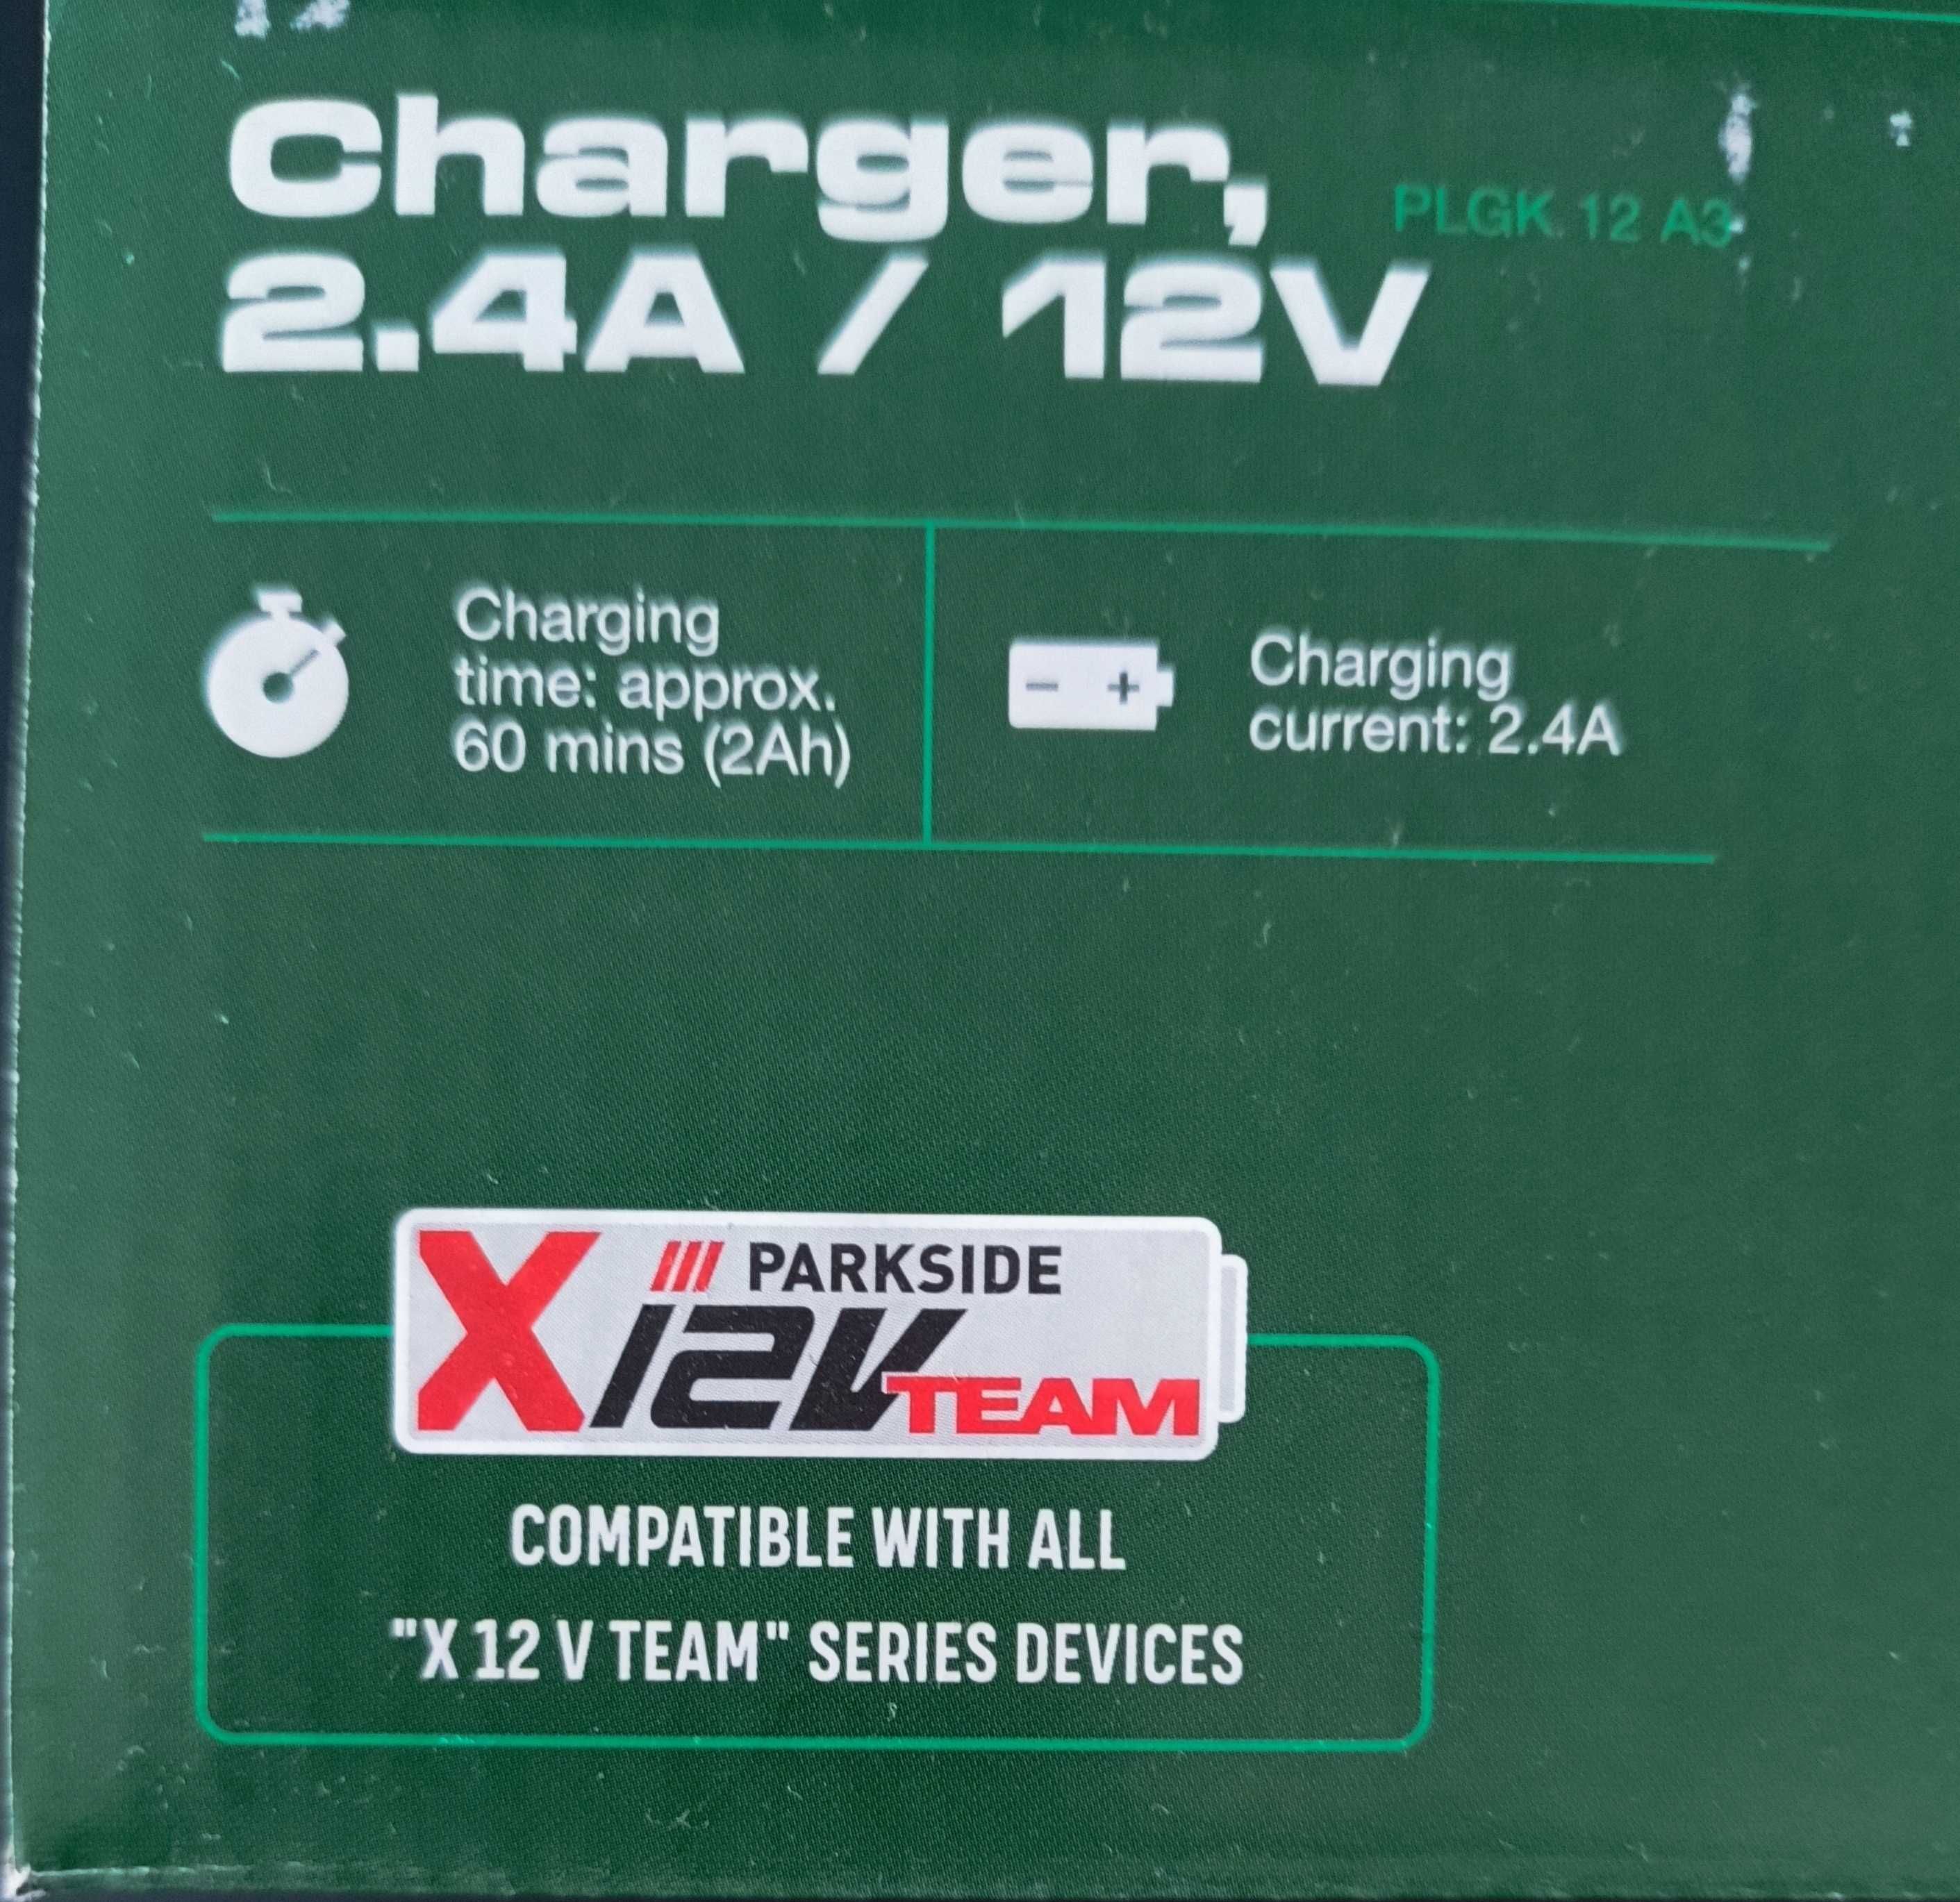 Charger,
PLGK 12 A3
2.4A / 12V
Charging
time: approx.
60 mins (2Ah)
Charging
current: 2.4A
X PARKSIDE
12V TEAM
COMPATIBLE WITH ALL
"X 12 V TEAM" SERIES DEVICES